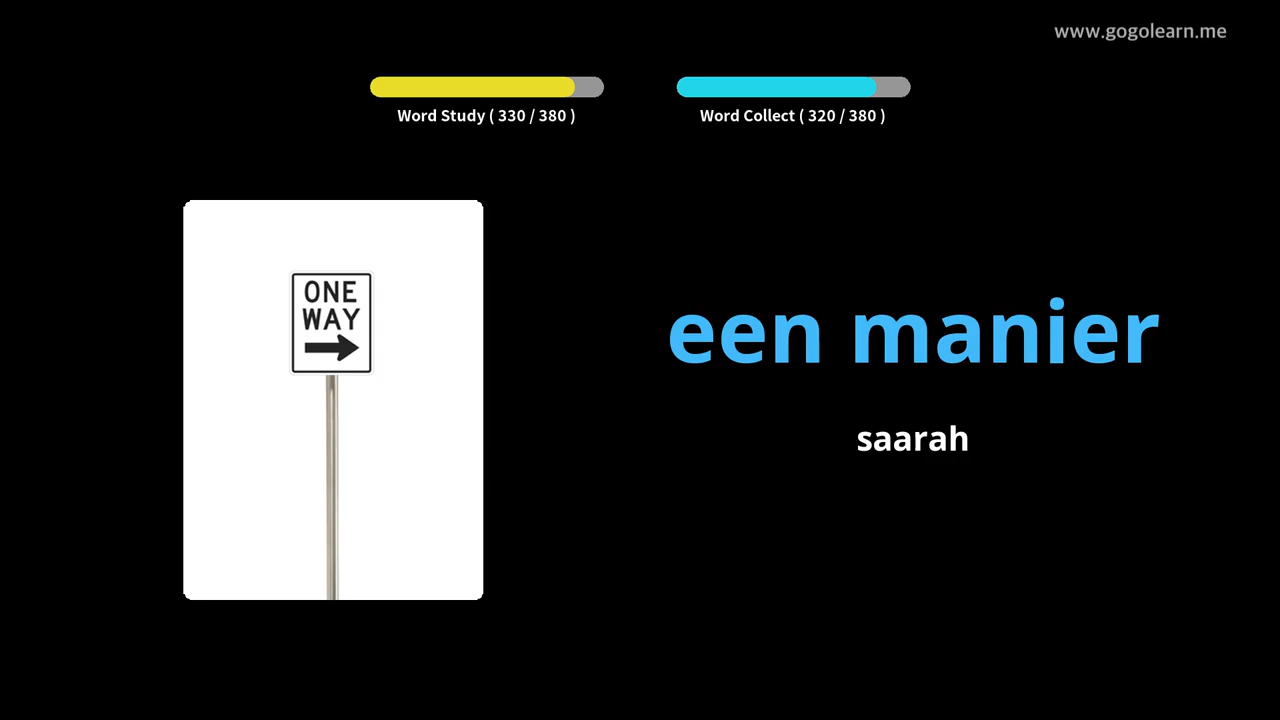 www.gogolearn.me
Word Study ( 330 / 380 )
Word Collect ( 320 / 380 )
ONE
WAY
een manier
saarah